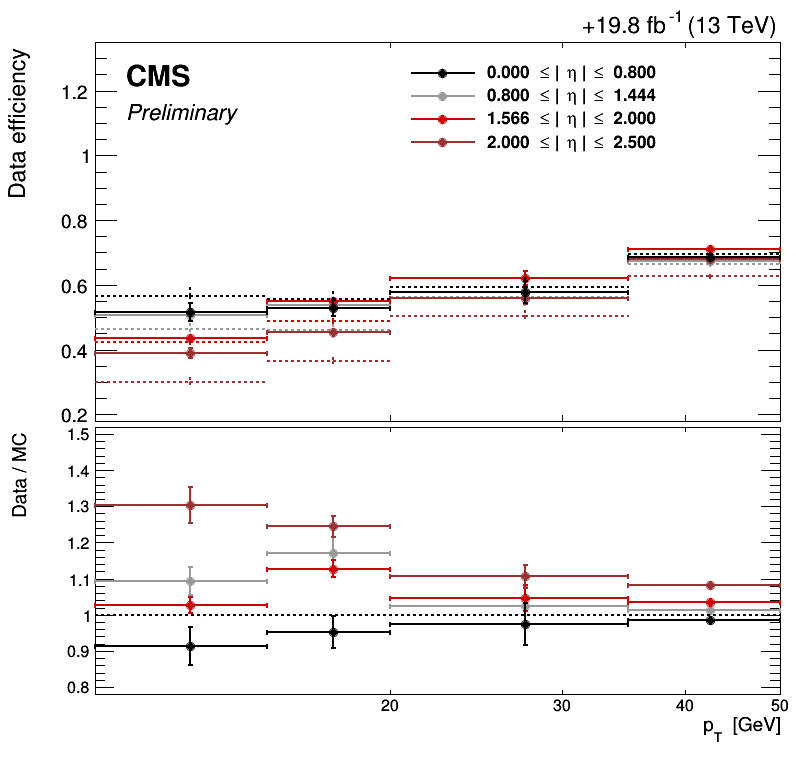 +19.8 fb⁻¹ (13 TeV)
CMS
Preliminary
0.000 ≤ | η | ≤ 0.800
0.800 ≤ | η | ≤ 1.444
1.566 ≤ | η | ≤ 2.000
2.000 ≤ | η | ≤ 2.500
Data efficiency
1.2
1
0.8
0.6
0.4
0.2
Data / MC
1.5
1.4
1.3
1.2
1.1
1
0.9
0.8
20 30 40 50
p_T [GeV]